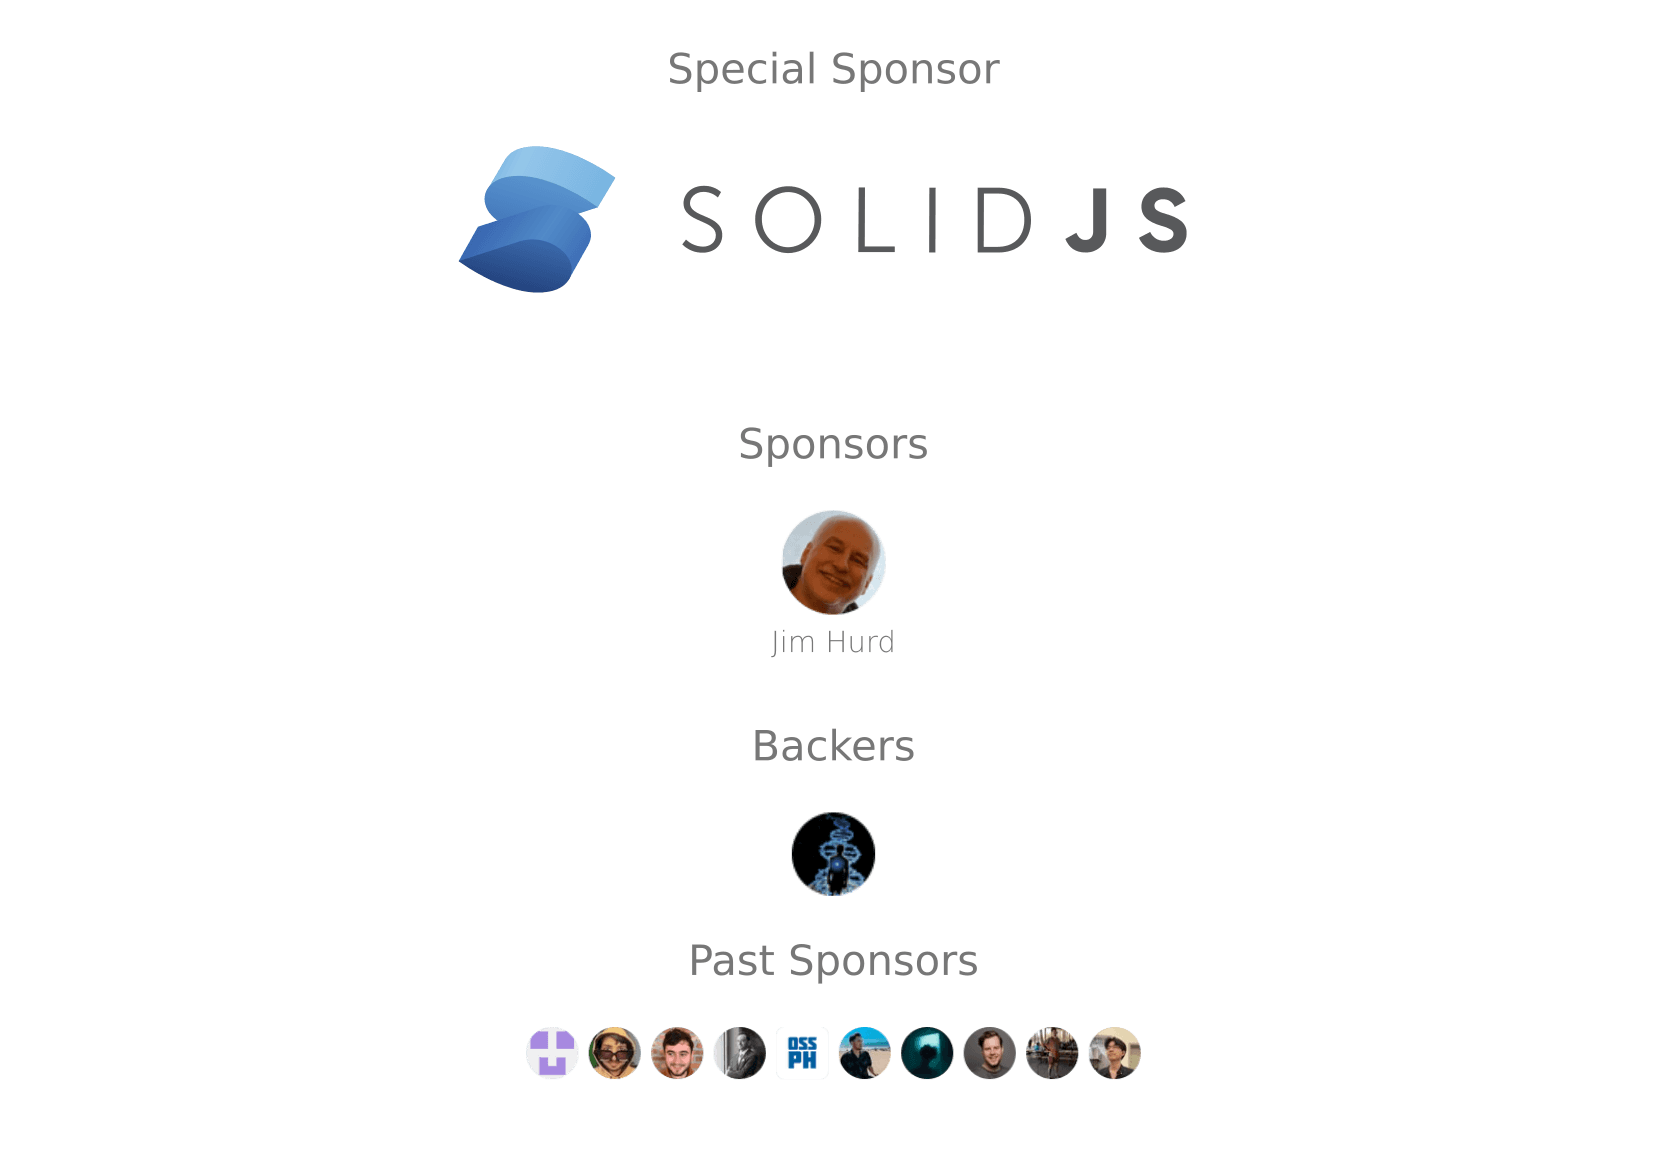 Special Sponsor
SOLIDJS
Sponsors
Jim Hurd
Backers
Past Sponsors
OSS
PH